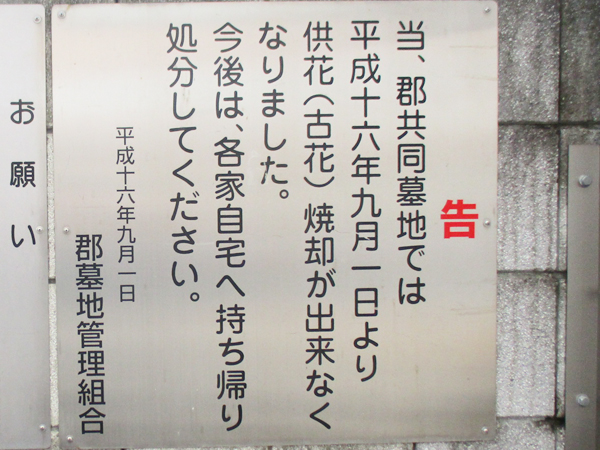 告
当、郡共同墓地では
平成十六年九月一日より
供花(古花)焼却が出来なく
なりました。
今後は、各家自宅へ持ち帰り
処分してください。
平成十六年九月一日
郡墓地管理組合
お願い